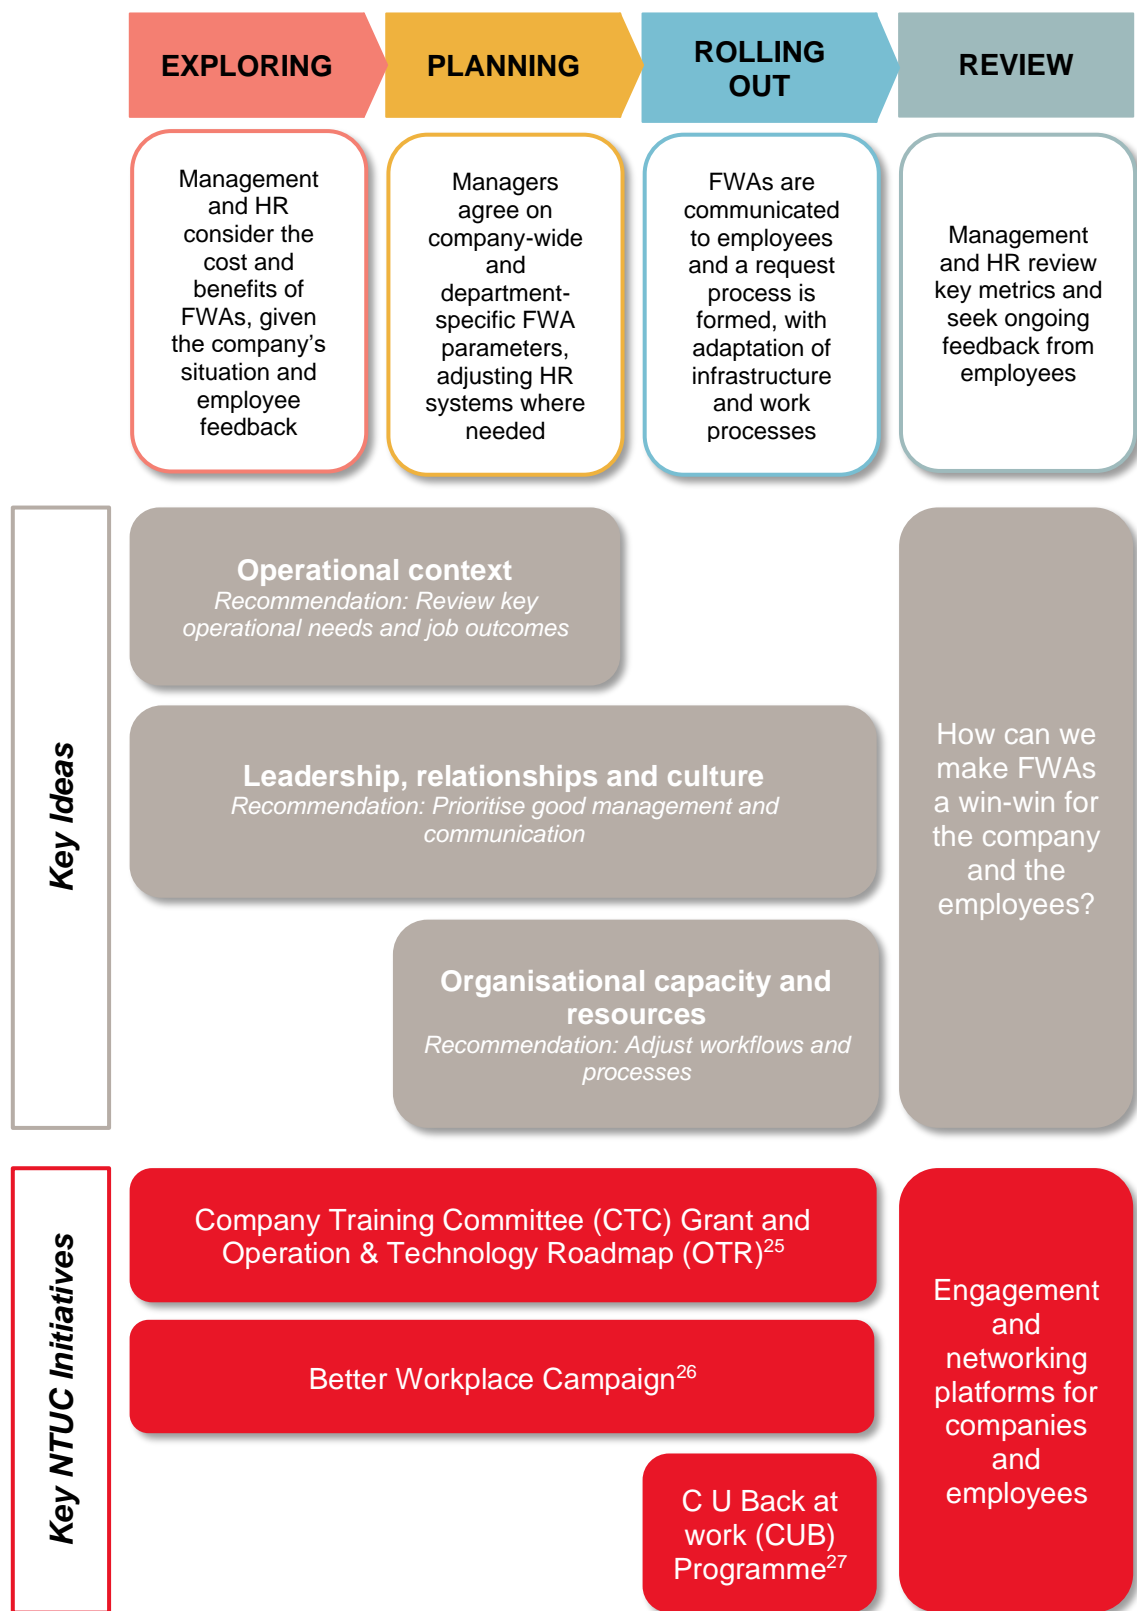 EXPLORING
PLANNING
ROLLING
OUT
REVIEW
Management
and HR
consider the
cost and
benefits of
FWAs, given
the company’s
situation and
employee
feedback
Managers
agree on
company-wide
and
department-
specific FWA
parameters,
adjusting HR
systems where
needed
FWAs are
communicated
to employees
and a request
process is
formed, with
adaptation of
infrastructure
and work
processes
Management
and HR review
key metrics and
seek ongoing
feedback from
employees
Key Ideas
Operational context
Recommendation: Review key
operational needs and job outcomes
Leadership, relationships and culture
Recommendation: Prioritise good management and
communication
Organisational capacity and
resources
Recommendation: Adjust workflows and
processes
How can we
make FWAs
a win-win for
the company
and the
employees?
Key NTUC Initiatives
Company Training Committee (CTC) Grant and
Operation & Technology Roadmap (OTR)25
Better Workplace Campaign26
C U Back at
work (CUB)
Programme27
Engagement
and
networking
platforms for
companies
and
employees